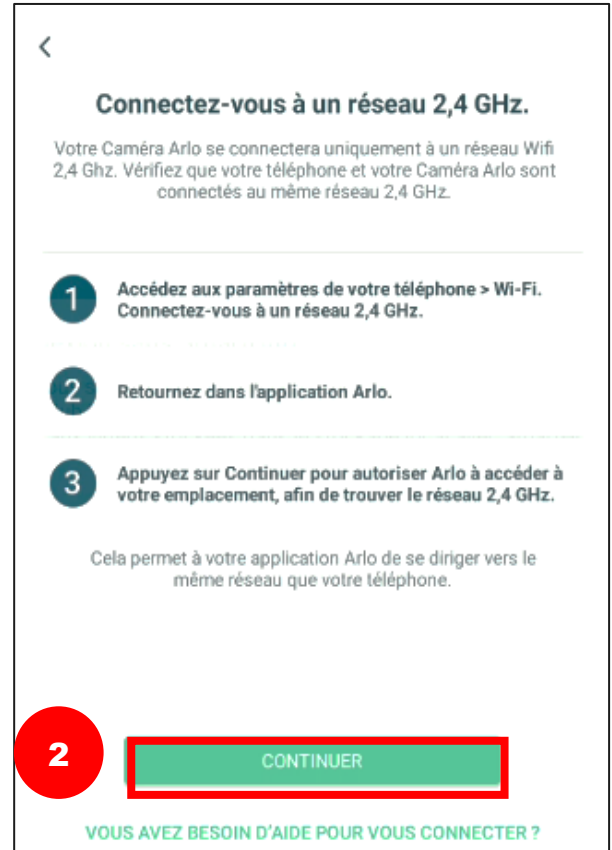 Connectez-vous à un réseau 2,4 GHz.
Votre Caméra Arlo se connectera uniquement à un réseau Wifi
2,4 Ghz. Vérifiez que votre téléphone et votre Caméra Arlo sont
connectés au même réseau 2,4 GHz.
1
Accédez aux paramètres de votre téléphone > Wi-Fi.
Connectez-vous à un réseau 2,4 GHz.
2
Retournez dans l'application Arlo.
3
Appuyez sur Continuer pour autoriser Arlo à accéder à
votre emplacement, afin de trouver le réseau 2,4 GHz.
Cela permet à votre application Arlo de se diriger vers le
même réseau que votre téléphone.
2
CONTINUER
VOUS AVEZ BESOIN D'AIDE POUR VOUS CONNECTER ?